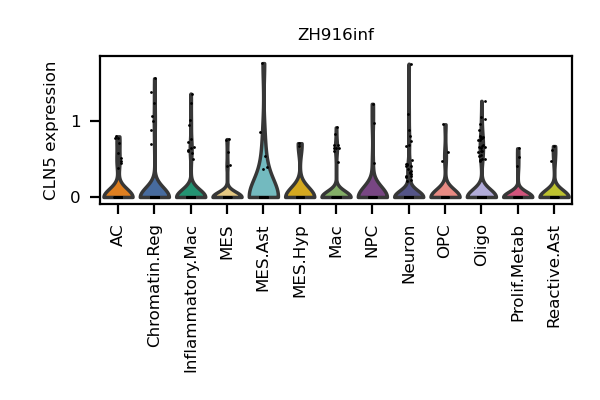 ZH916inf
CLN5 expression
1
0
AC
Chromatin.Reg
Inflammatory.Mac
MES
MES.Ast
MES.Hyp
Mac
NPC
Neuron
OPC
Oligo
Prolif.Metab
Reactive.Ast